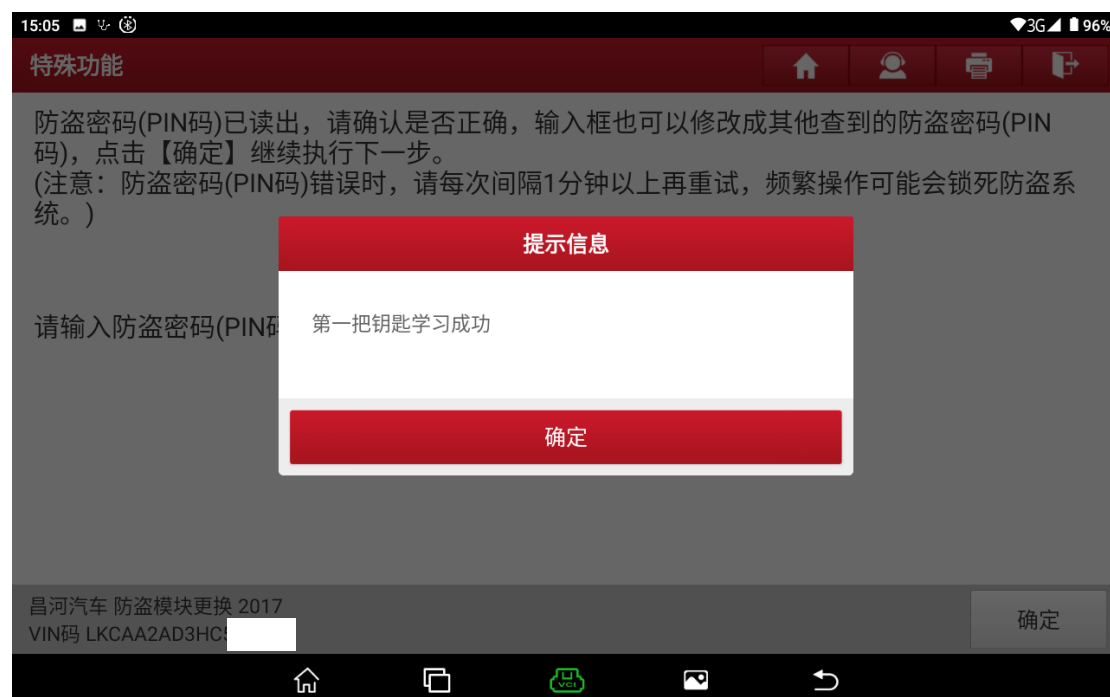 15:05
3G
96%
特殊功能
防盗密码(PIN码)已读出，请确认是否正确，输入框也可以修改成其他查到的防盗密码(PIN
码)，点击【确定】继续执行下一步。
(注意：防盗密码(PIN码)错误时，请每次间隔1分钟以上再重试，频繁操作可能会锁死防盗系
统。)
提示信息
请输入防盗密码(PIN
第一把钥匙学习成功
确定
昌河汽车 防盗模块更换 2017
VIN码 LKCAA2AD3HC
确定
VCI